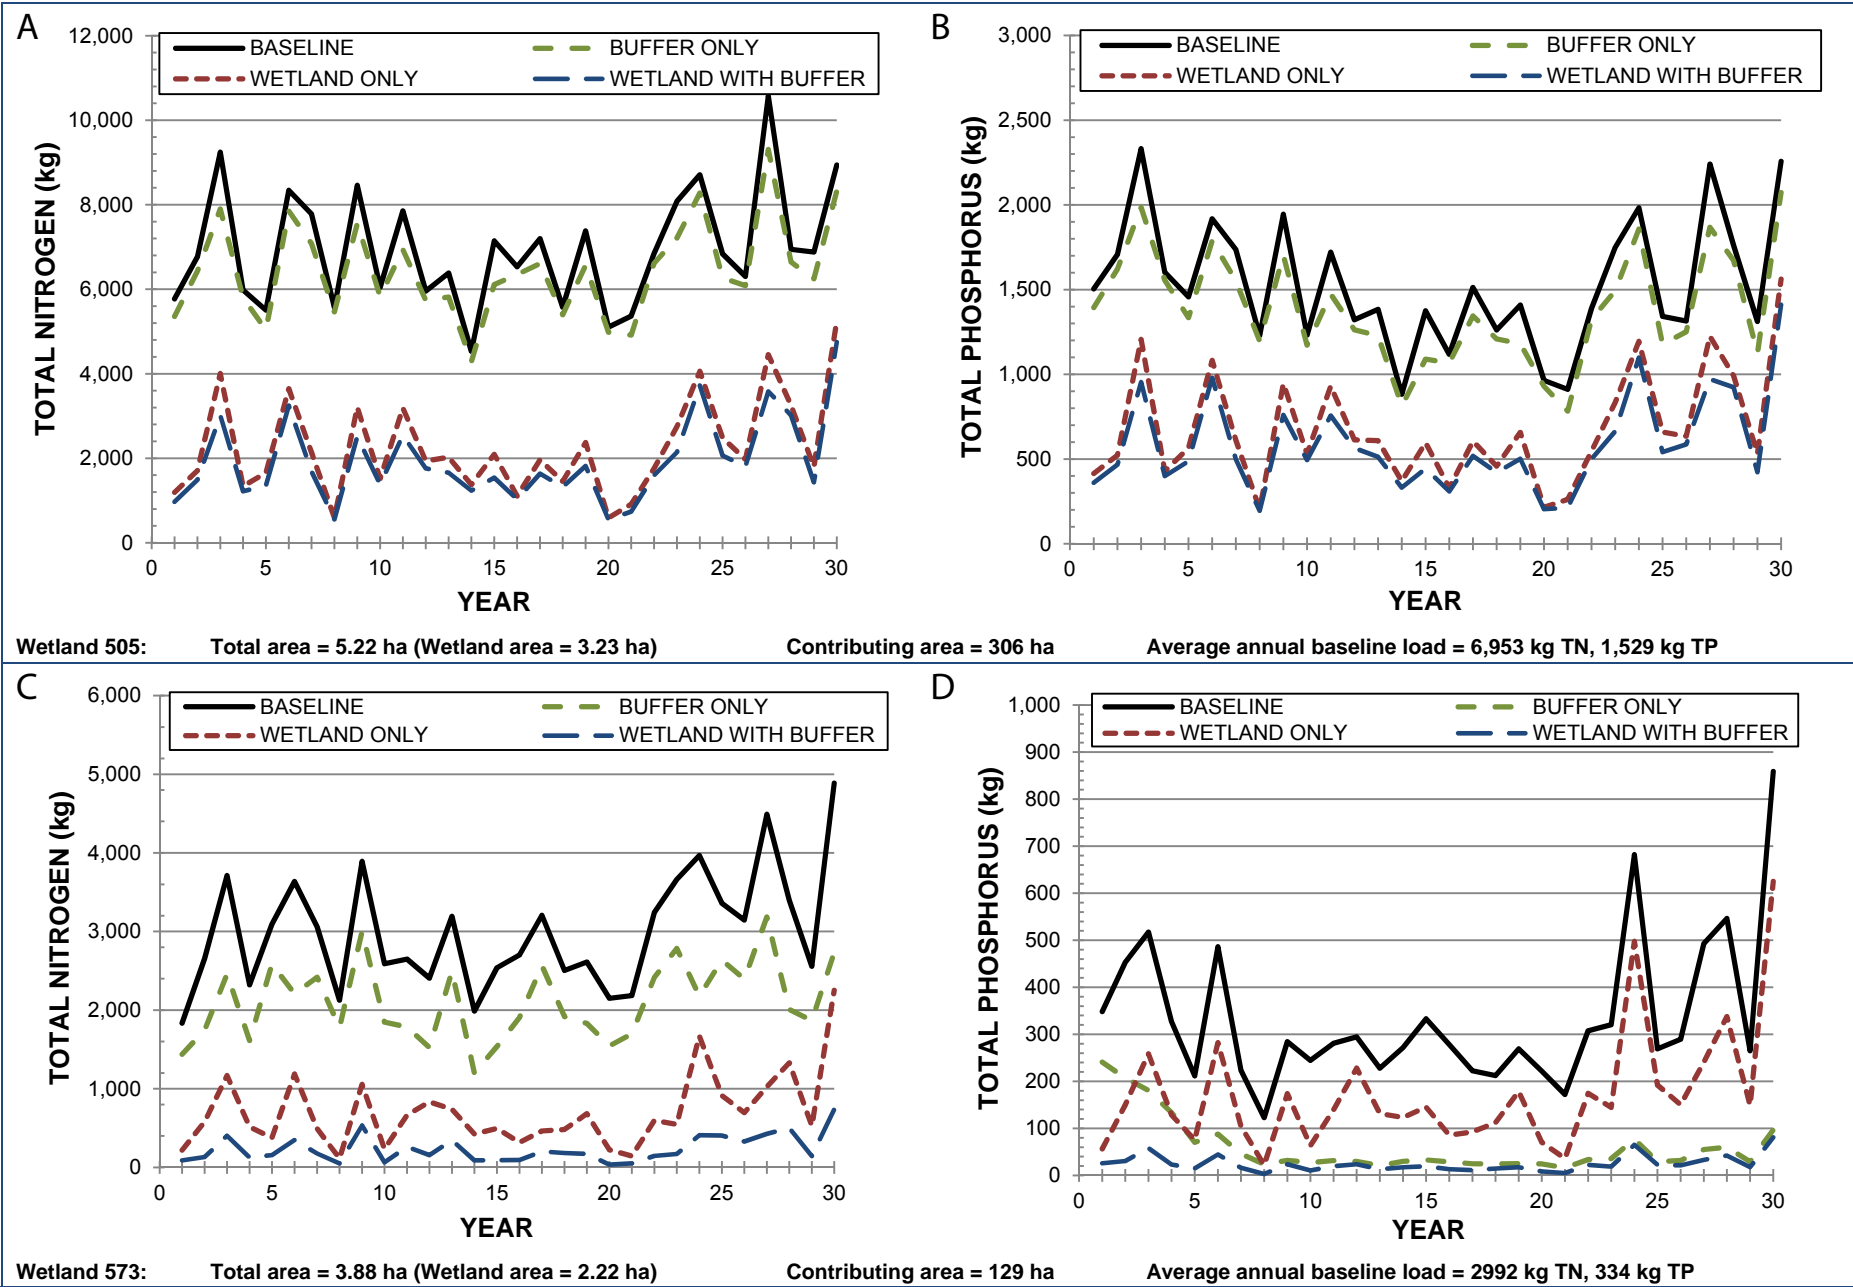 A
BASELINE BUFFER ONLY
WETLAND ONLY WETLAND WITH BUFFER
TOTAL NITROGEN (kg)
12,000
10,000
8,000
6,000
4,000
2,000
0
0 5 10 15 20 25 30
YEAR
B
BASELINE BUFFER ONLY
WETLAND ONLY WETLAND WITH BUFFER
TOTAL PHOSPHORUS (kg)
3,000
2,500
2,000
1,500
1,000
500
0
0 5 10 15 20 25 30
YEAR
Wetland 505: Total area = 5.22 ha (Wetland area = 3.23 ha) Contributing area = 306 ha Average annual baseline load = 6,953 kg TN, 1,529 kg TP
C
BASELINE BUFFER ONLY
WETLAND ONLY WETLAND WITH BUFFER
TOTAL NITROGEN (kg)
6,000
5,000
4,000
3,000
2,000
1,000
0
0 5 10 15 20 25 30
YEAR
D
BASELINE BUFFER ONLY
WETLAND ONLY WETLAND WITH BUFFER
TOTAL PHOSPHORUS (kg)
1,000
900
800
700
600
500
400
300
200
100
0
0 5 10 15 20 25 30
YEAR
Wetland 573: Total area = 3.88 ha (Wetland area = 2.22 ha) Contributing area = 129 ha Average annual baseline load = 2992 kg TN, 334 kg TP